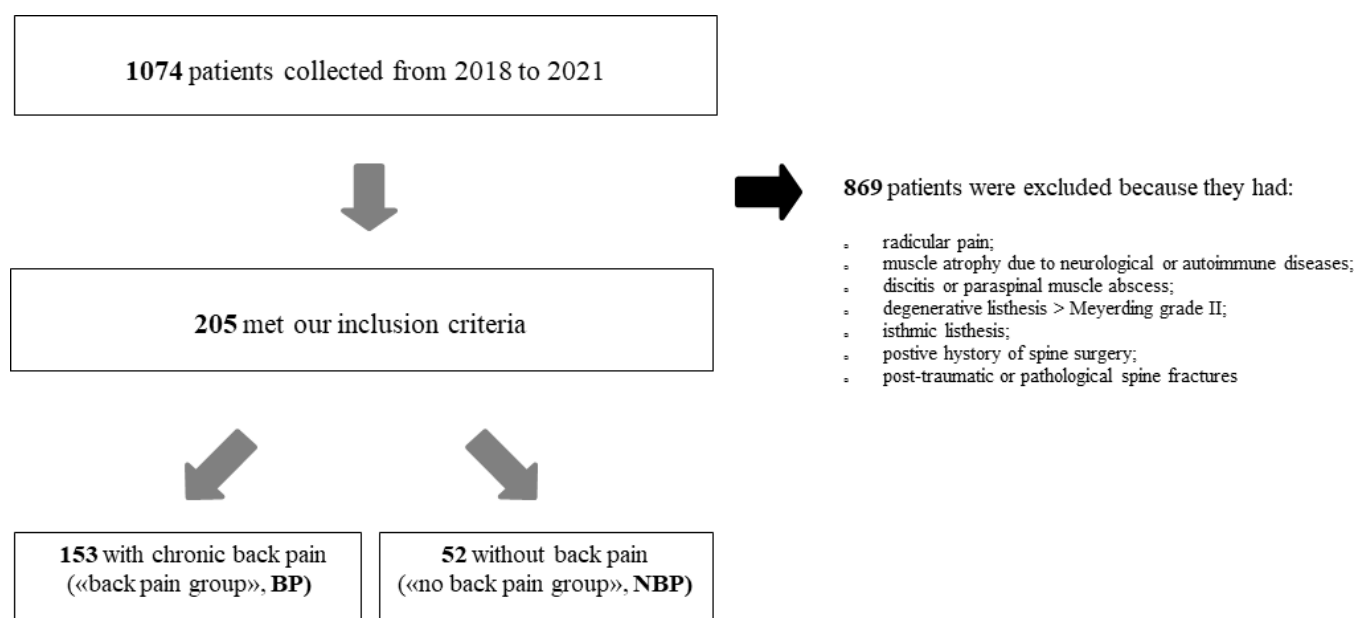 1074 patients collected from 2018 to 2021
869 patients were excluded because they had:
radicular pain;
muscle atrophy due to neurological or autoimmune diseases;
discitis or paraspinal muscle abscess;
degenerative listhesis > Meyerding grade II;
isthmic listhesis;
postive hystory of spine surgery;
post-traumatic or pathological spine fractures
205 met our inclusion criteria
153 with chronic back pain
(«back pain group», BP)
52 without back pain
(«no back pain group», NBP)